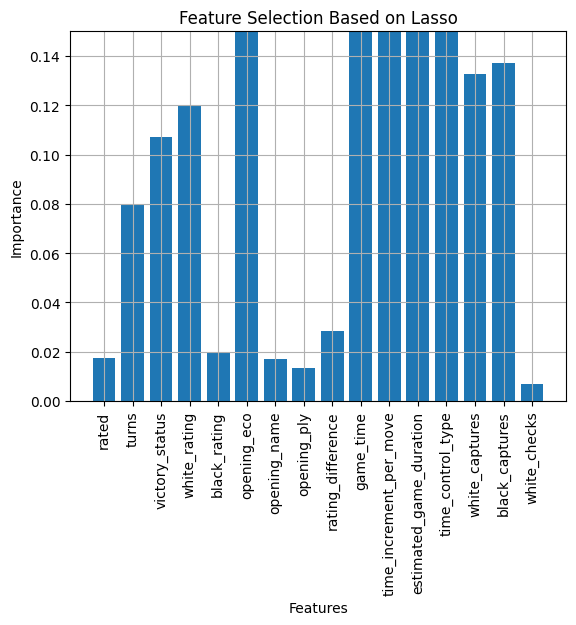 Feature Selection Based on Lasso
Importance
0.14
0.12
0.10
0.08
0.06
0.04
0.02
0.00
rated
turns
victory_status
white_rating
black_rating
opening_eco
opening_name
opening_ply
rating_difference
game_time
time_increment_per_move
estimated_game_duration
time_control_type
white_captures
black_captures
white_checks
Features